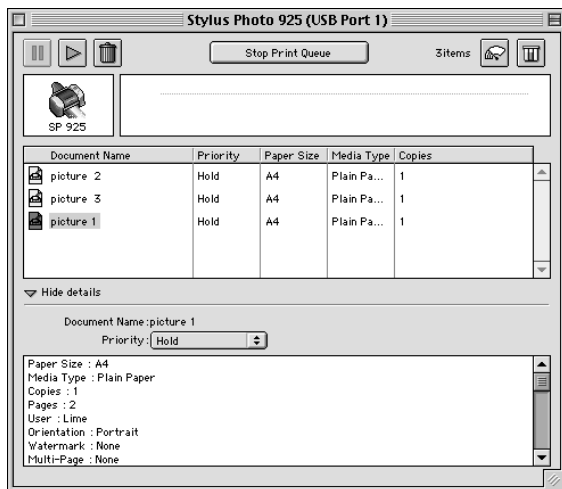 Stylus Photo 925 (USB Port 1)
Stop Print Queue
3items
SP 925
Document Name Priority Paper Size Media Type Copies
picture 2 Hold A4 Plain Pa... 1
picture 3 Hold A4 Plain Pa... 1
picture 1 Hold A4 Plain Pa... 1
Hide details
Document Name :picture 1
Priority : Hold
Paper Size : A4
Media Type : Plain Paper
Copies : 1
Pages : 2
User : Lime
Orientation : Portrait
Watermark : None
Multi-Page : None